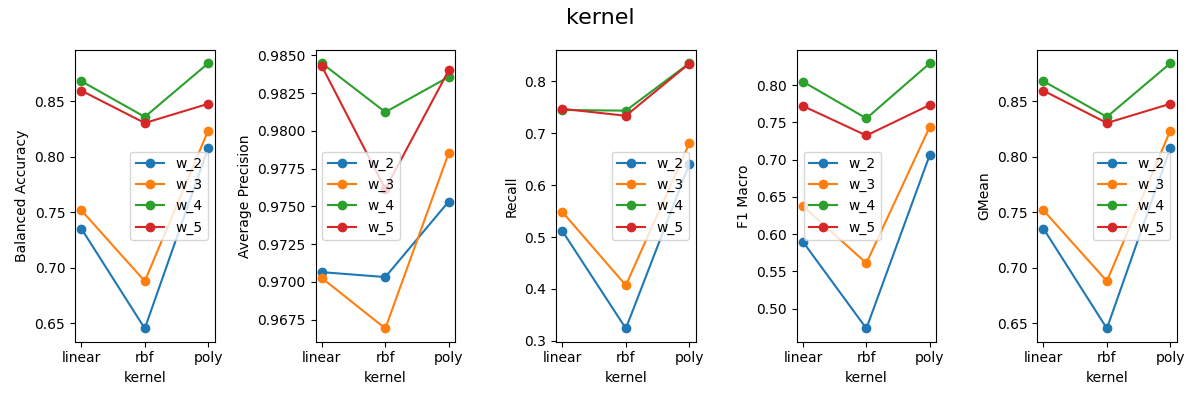 kernel
Balanced Accuracy
0.85
0.80
0.75
0.70
0.65
w_2
w_3
w_4
w_5
linear rbf poly
kernel
Average Precision
0.9850
0.9825
0.9800
0.9775
0.9750
0.9725
0.9700
0.9675
w_2
w_3
w_4
w_5
linear rbf poly
kernel
Recall
0.8
0.7
0.6
0.5
0.4
0.3
w_2
w_3
w_4
w_5
linear rbf poly
kernel
F1 Macro
0.80
0.75
0.70
0.65
0.60
0.55
0.50
w_2
w_3
w_4
w_5
linear rbf poly
kernel
GMean
0.85
0.80
0.75
0.70
0.65
w_2
w_3
w_4
w_5
linear rbf poly
kernel